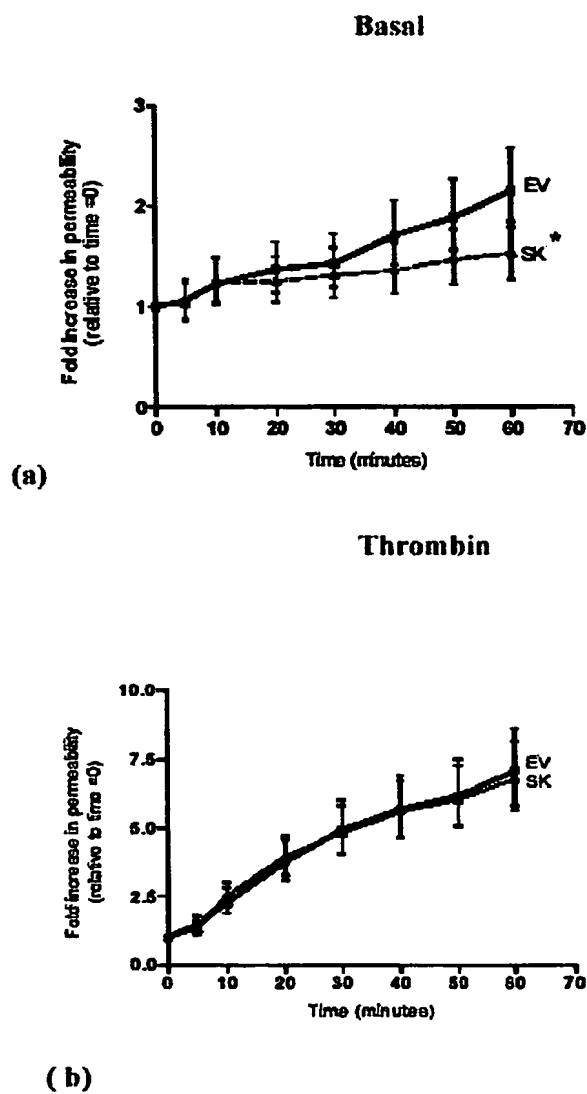 Basal
Fold increase in permeability
(relative to time =0)
3
2
1
0
EV
SK *
0 10 20 30 40 50 60 70
Time (minutes)
(a)
Thrombin
Fold increase in permeability
(relative to time =0)
10.0
7.5
5.0
2.5
0.0
EV
SK
0 10 20 30 40 50 60 70
Time (minutes)
( b)